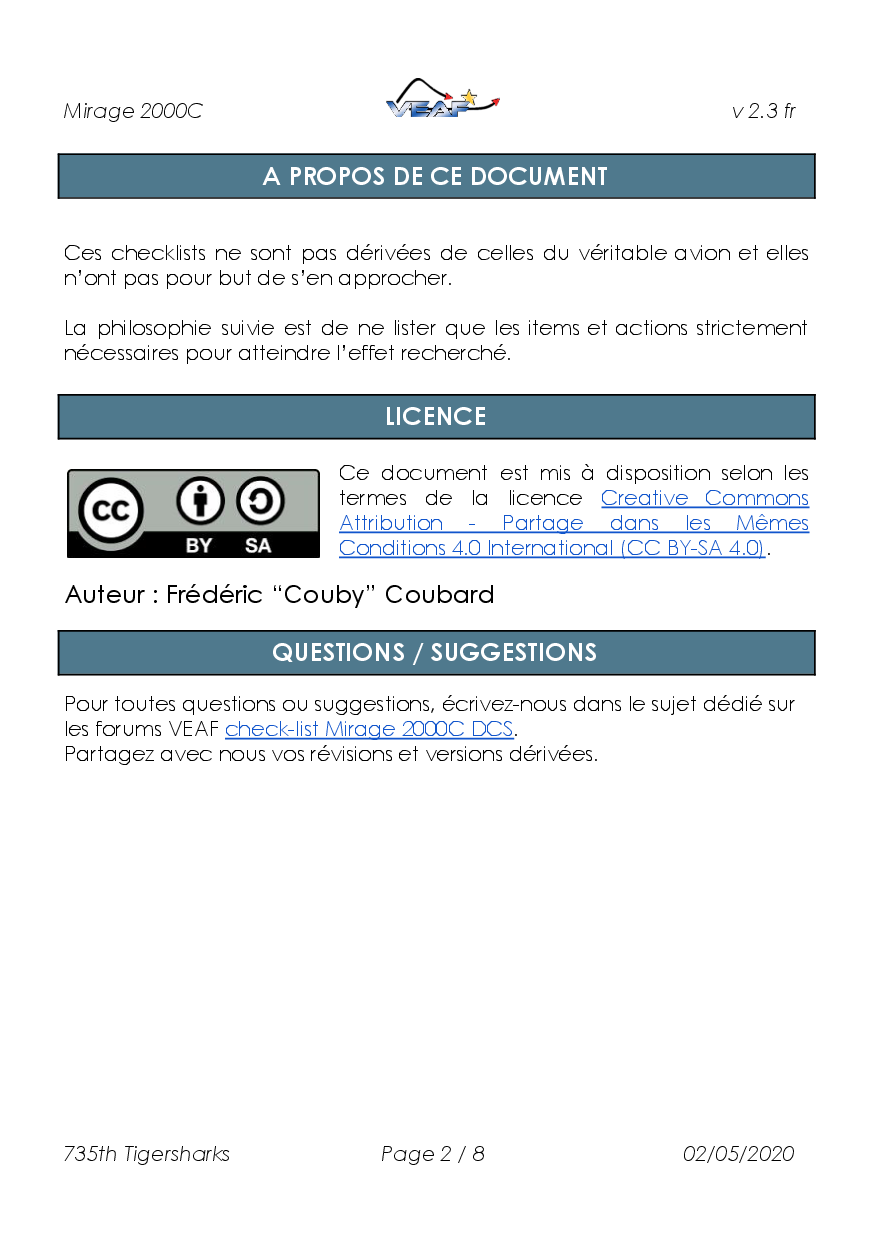 Mirage 2000C
VEAF
v 2.3 fr
A PROPOS DE CE DOCUMENT
Ces checklists ne sont pas dérivées de celles du véritable avion et elles
n’ont pas pour but de s’en approcher.
La philosophie suivie est de ne lister que les items et actions strictement
nécessaires pour atteindre l’effet recherché.
LICENCE
CC BY SA
Ce document est mis à disposition selon les
termes de la licence Creative Commons
Attribution - Partage dans les Mêmes
Conditions 4.0 International (CC BY-SA 4.0).
Auteur : Frédéric “Couby” Coubard
QUESTIONS / SUGGESTIONS
Pour toutes questions ou suggestions, écrivez-nous dans le sujet dédié sur
les forums VEAF check-list Mirage 2000C DCS.
Partagez avec nous vos révisions et versions dérivées.
735th Tigersharks
Page 2 / 8
02/05/2020